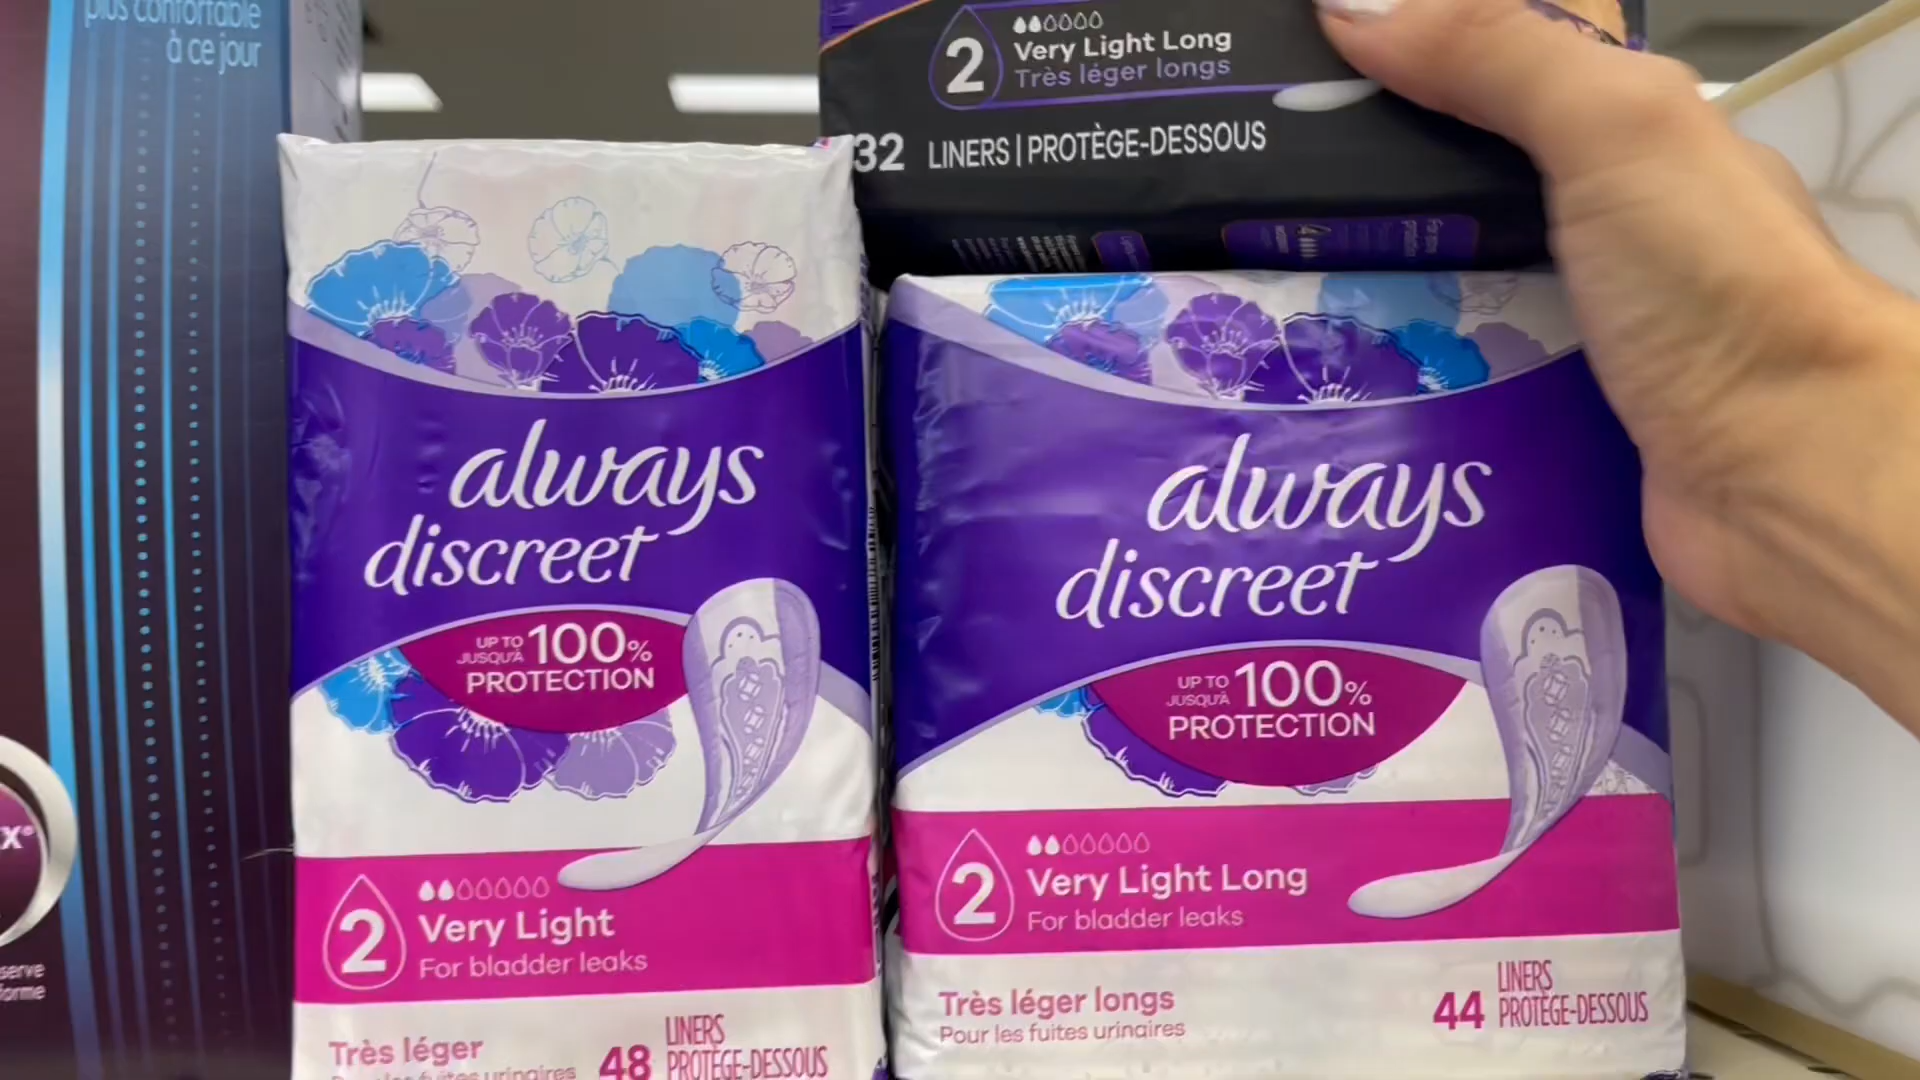 plus confortable
à ce jour
2
Very Light Long
Très léger longs
32 LINERS | PROTÈGE-DESSOUS
always
discreet
UP TO
JUSQU'À
100%
PROTECTION
2
Very Light
For bladder leaks
Très léger
48
LINERS
PROTÈGE-DESSOUS
always
discreet
UP TO
JUSQU'À
100%
PROTECTION
2
Very Light Long
For bladder leaks
Très léger longs
Pour les fuites urinaires
44
LINERS
PROTÈGE-DESSOUS